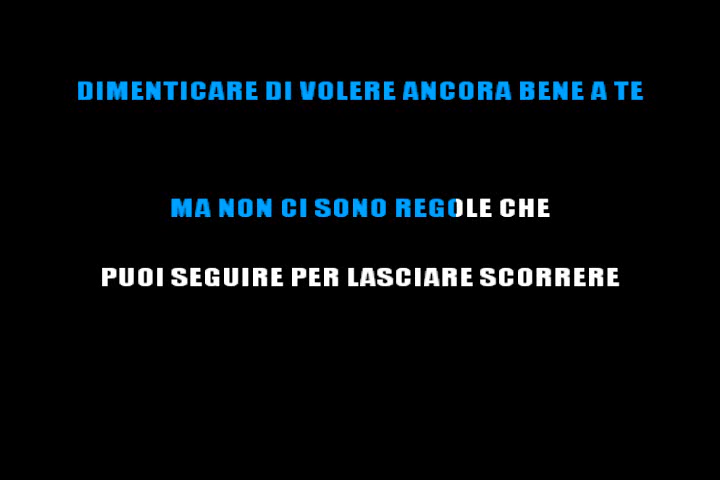 DIMENTICARE DI VOLERE ANCORA BENE A TE
MA NON CI SONO REGOLE CHE
PUOI SEGUIRE PER LASCIARE SCORRERE